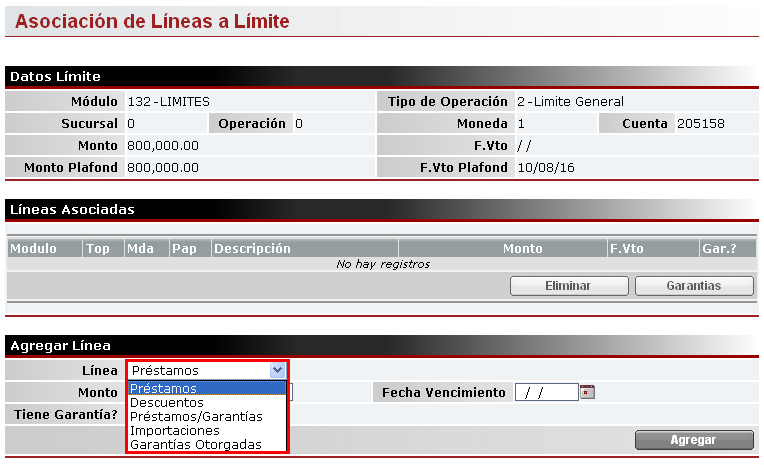 Asociación de Líneas a Límite
Datos Límite
Módulo 132-LIMITES Tipo de Operación 2-Limite General
Sucursal 0 Operación 0 Moneda 1 Cuenta 205158
Monto 800,000.00 F.Vto / /
Monto Plafond 800,000.00 F.Vto Plafond 10/08/16
Líneas Asociadas
Modulo Top Mda Pap Descripción Monto F.Vto Gar.?
No hay registros
Eliminar Garantias
Agregar Línea
Línea Préstamos
Monto Fecha Vencimiento / /
Tiene Garantía?
Préstamos
Descuentos
Préstamos/Garantías
Importaciones
Garantías Otorgadas
Agregar